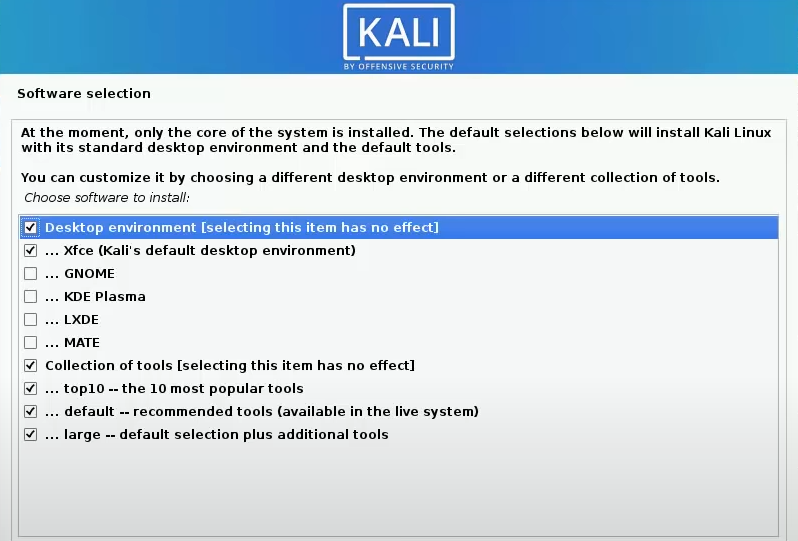 KALI
BY OFFENSIVE SECURITY
Software selection
At the moment, only the core of the system is installed. The default selections below will install Kali Linux
with its standard desktop environment and the default tools.
You can customize it by choosing a different desktop environment or a different collection of tools.
Choose software to install:
Desktop environment [selecting this item has no effect]
... Xfce (Kali's default desktop environment)
... GNOME
... KDE Plasma
... LXDE
... MATE
Collection of tools [selecting this item has no effect]
... top10 -- the 10 most popular tools
... default -- recommended tools (available in the live system)
... large -- default selection plus additional tools